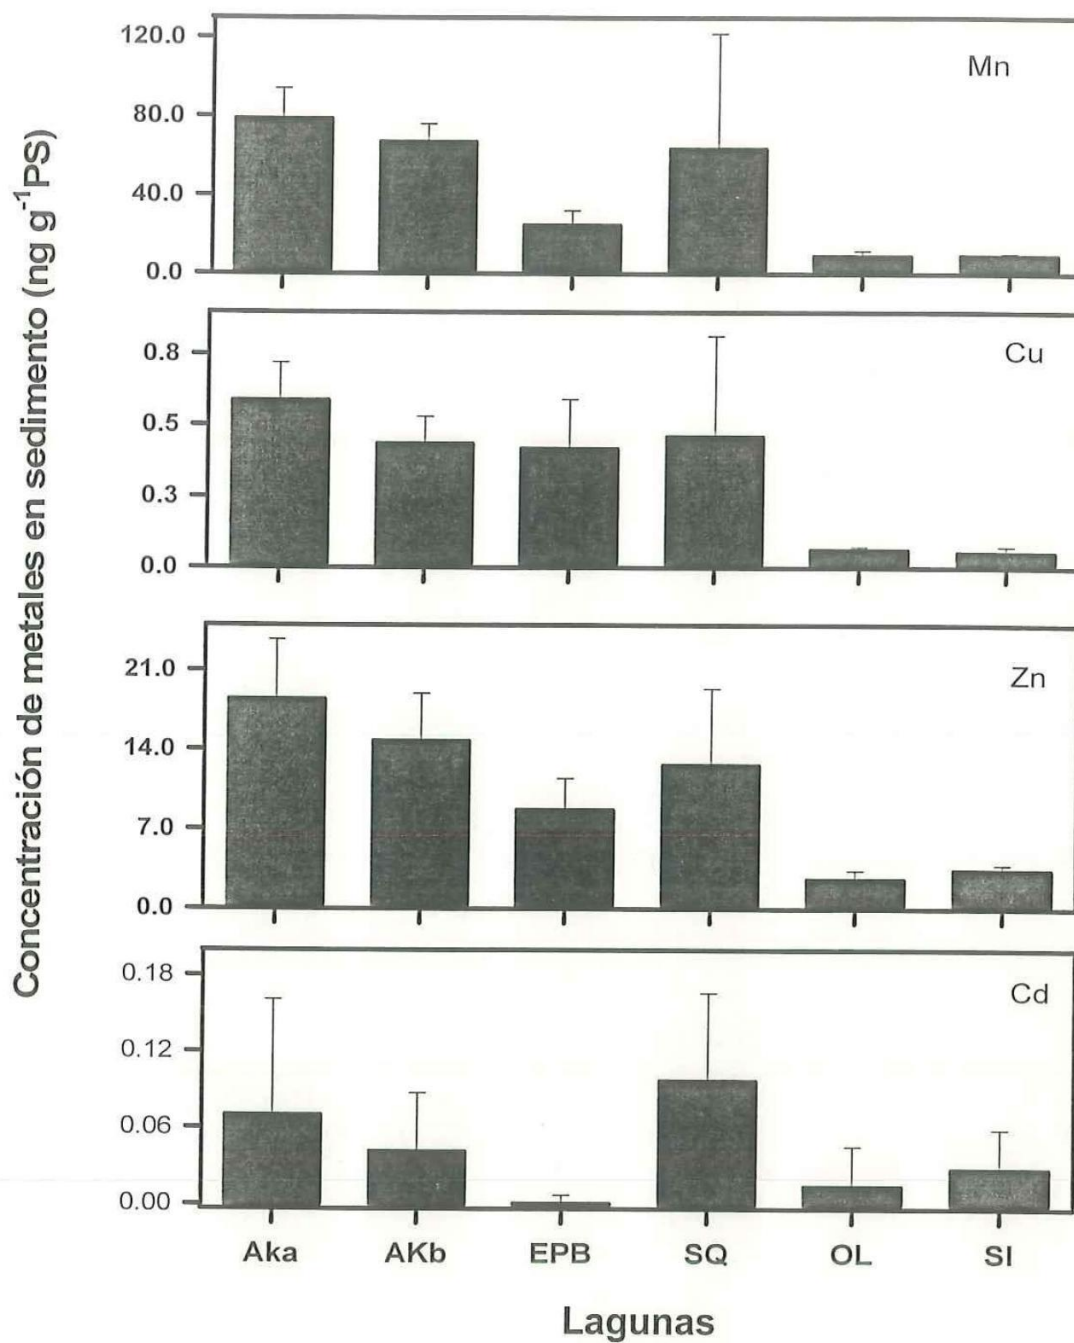 Concentración de metales en sedimento (ng g⁻¹PS)
120.0
80.0
40.0
0.0
Mn
0.8
0.5
0.3
0.0
Cu
21.0
14.0
7.0
0.0
Zn
0.18
0.12
0.06
0.00
Cd
Aka AKb EPB SQ OL SI
Lagunas